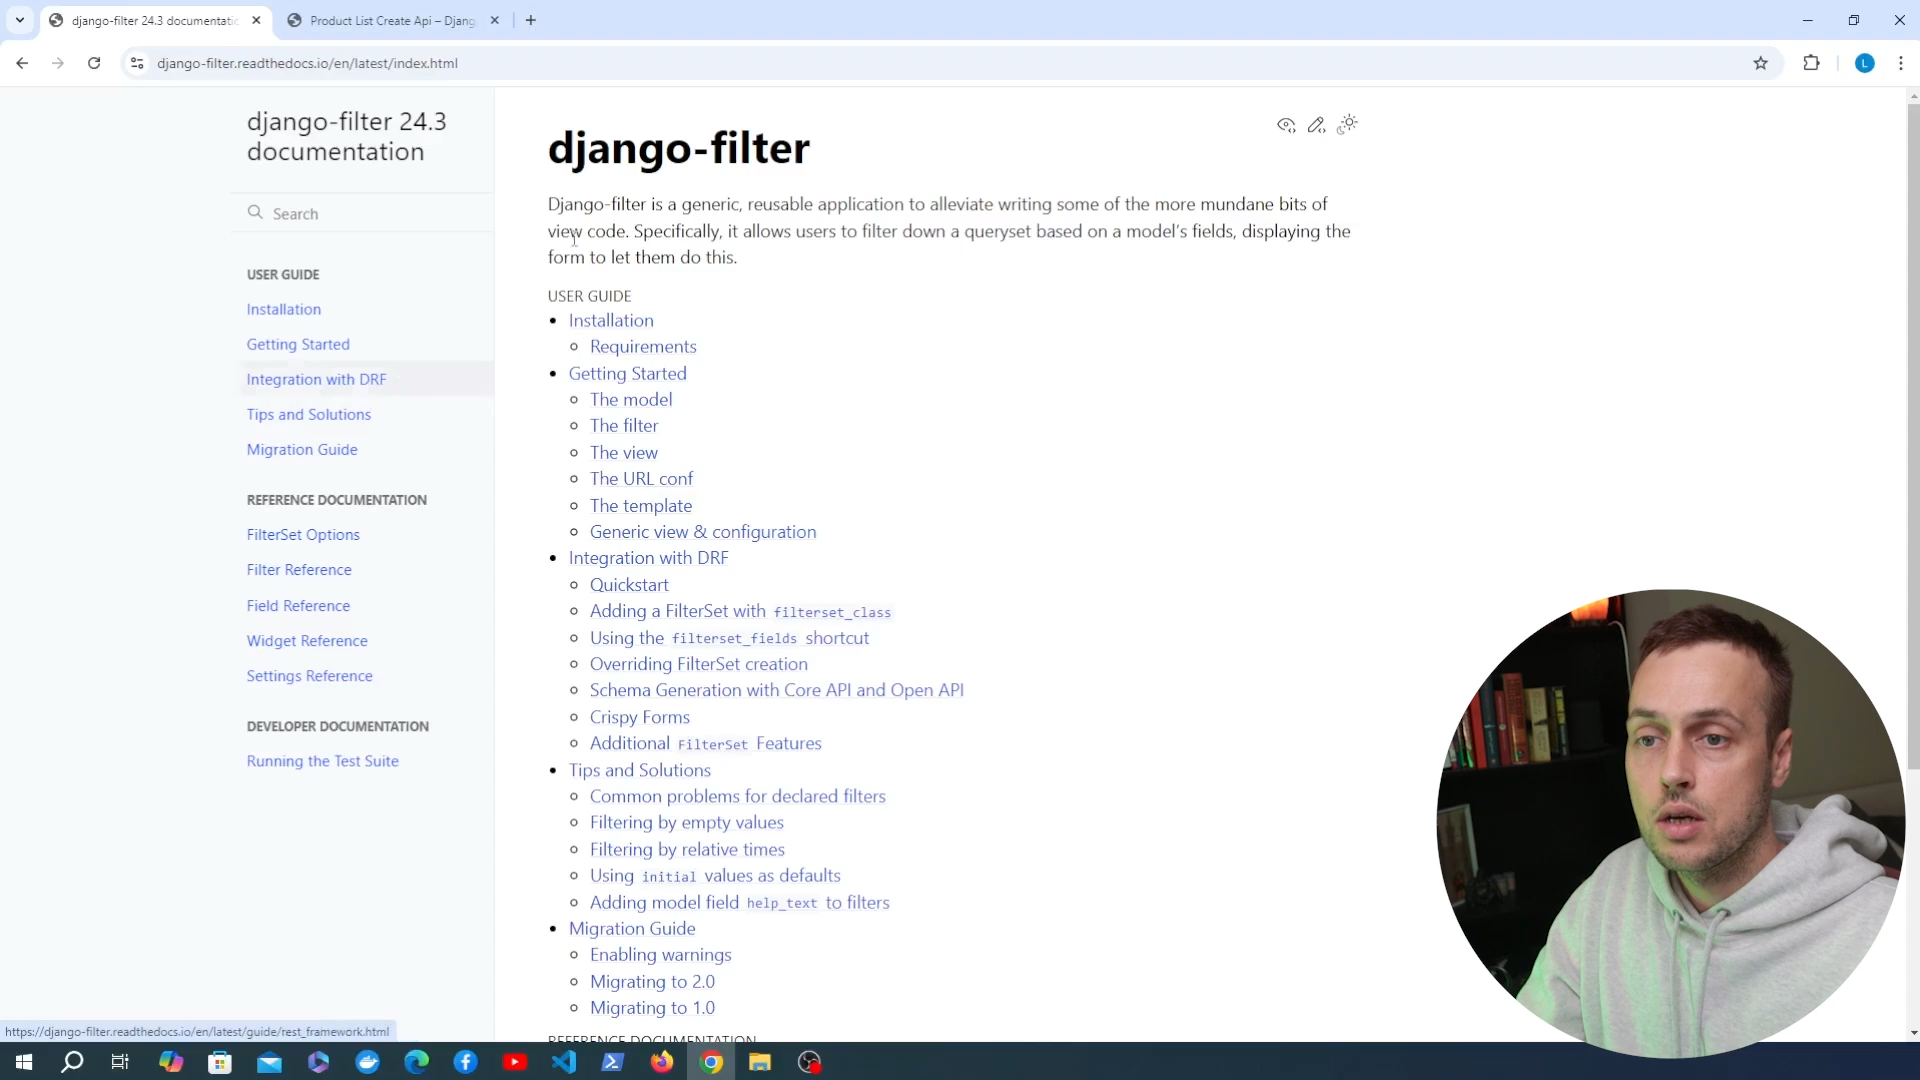 django-filter 24.3 documentatic
Product List Create Api – Djang
django-filter.readthedocs.io/en/latest/index.html
L
django-filter 24.3
documentation
Search
USER GUIDE
Installation
Getting Started
Integration with DRF
Tips and Solutions
Migration Guide
REFERENCE DOCUMENTATION
FilterSet Options
Filter Reference
Field Reference
Widget Reference
Settings Reference
DEVELOPER DOCUMENTATION
Running the Test Suite
django-filter
Django-filter is a generic, reusable application to alleviate writing some of the more mundane bits of
view code. Specifically, it allows users to filter down a queryset based on a model’s fields, displaying the
form to let them do this.
USER GUIDE
Installation
Requirements
Getting Started
The model
The filter
The view
The URL conf
The template
Generic view & configuration
Integration with DRF
Quickstart
Adding a FilterSet with filterset_class
Using the filterset_fields shortcut
Overriding FilterSet creation
Schema Generation with Core API and Open API
Crispy Forms
Additional FilterSet Features
Tips and Solutions
Common problems for declared filters
Filtering by empty values
Filtering by relative times
Using initial values as defaults
Adding model field help_text to filters
Migration Guide
Enabling warnings
Migrating to 2.0
Migrating to 1.0
REFERENCE DOCUMENTATION
https://django-filter.readthedocs.io/en/latest/guide/rest_framework.html